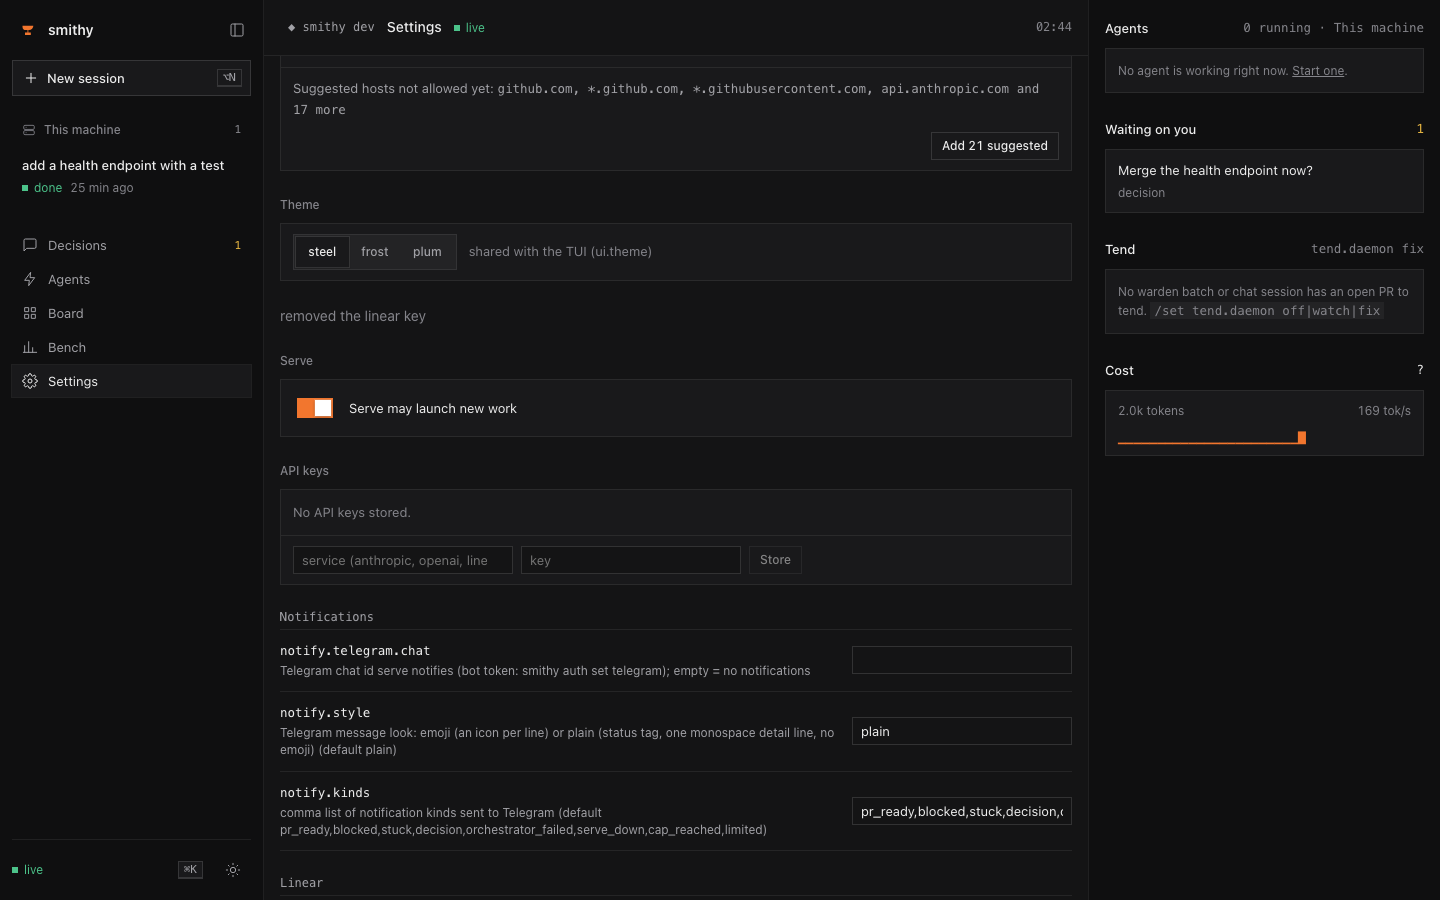 smithy
New session
⌥N
This machine
1
add a health endpoint with a test
done 25 min ago
Decisions
1
Agents
Board
Bench
Settings
live
⌘K
◆ smithy dev Settings live
02:44
Suggested hosts not allowed yet: github.com, *.github.com, *.githubusercontent.com, api.anthropic.com and
17 more
Add 21 suggested
Theme
steel frost plum shared with the TUI (ui.theme)
removed the linear key
Serve
Serve may launch new work
API keys
No API keys stored.
service (anthropic, openai, line
key
Store
Notifications
notify.telegram.chat
Telegram chat id serve notifies (bot token: smithy auth set telegram); empty = no notifications
notify.style
Telegram message look: emoji (an icon per line) or plain (status tag, one monospace detail line, no
emoji) (default plain)
plain
notify.kinds
comma list of notification kinds sent to Telegram (default
pr_ready,blocked,stuck,decision,orchestrator_failed,serve_down,cap_reached,limited)
pr_ready,blocked,stuck,decision,
Linear
Agents
0 running · This machine
No agent is working right now. Start one.
Waiting on you
1
Merge the health endpoint now?
decision
Tend
tend.daemon fix
No warden batch or chat session has an open PR to
tend. /set tend.daemon off|watch|fix
Cost
?
2.0k tokens
169 tok/s